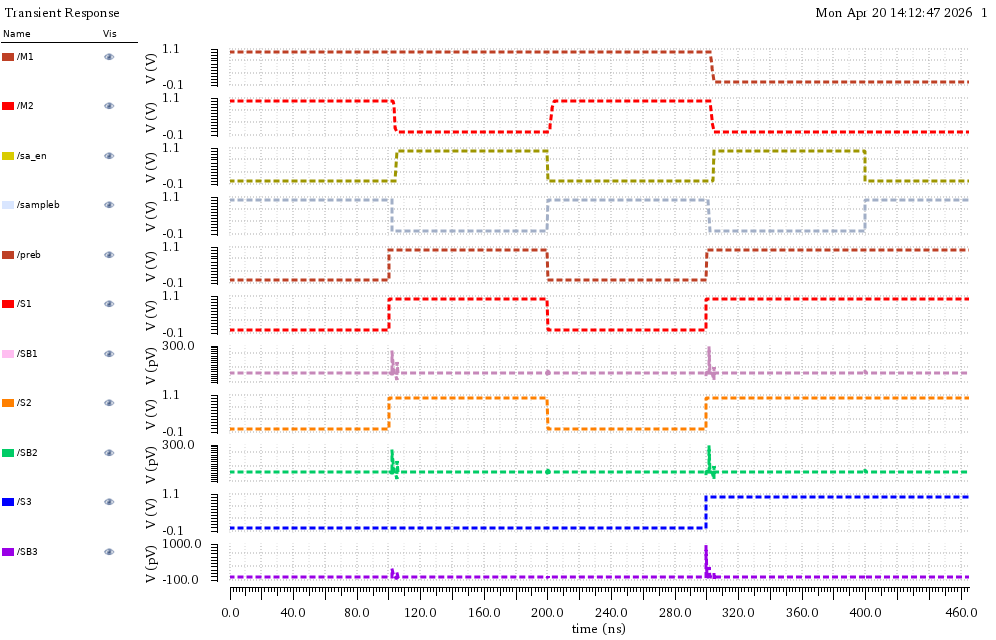 Transient Response Mon Apr 20 14:12:47 2026 1
Name Vis
/M1 V (V) 1.1 -0.1
/M2 V (V) 1.1 -0.1
/sa_en V (V) 1.1 -0.1
/sampleb V (V) 1.1 -0.1
/preb V (V) 1.1 -0.1
/S1 V (V) 1.1 -0.1
/SB1 V (pV) 300.0
/S2 V (V) 1.1 -0.1
/SB2 V (pV) 300.0
/S3 V (V) 1.1 -0.1
/SB3 V (pV) 1000.0 -100.0
0.0 40.0 80.00 120.0 160.0 200.0 240.0 280.0 320.0 360.0 400.0 460.0
time (ns)